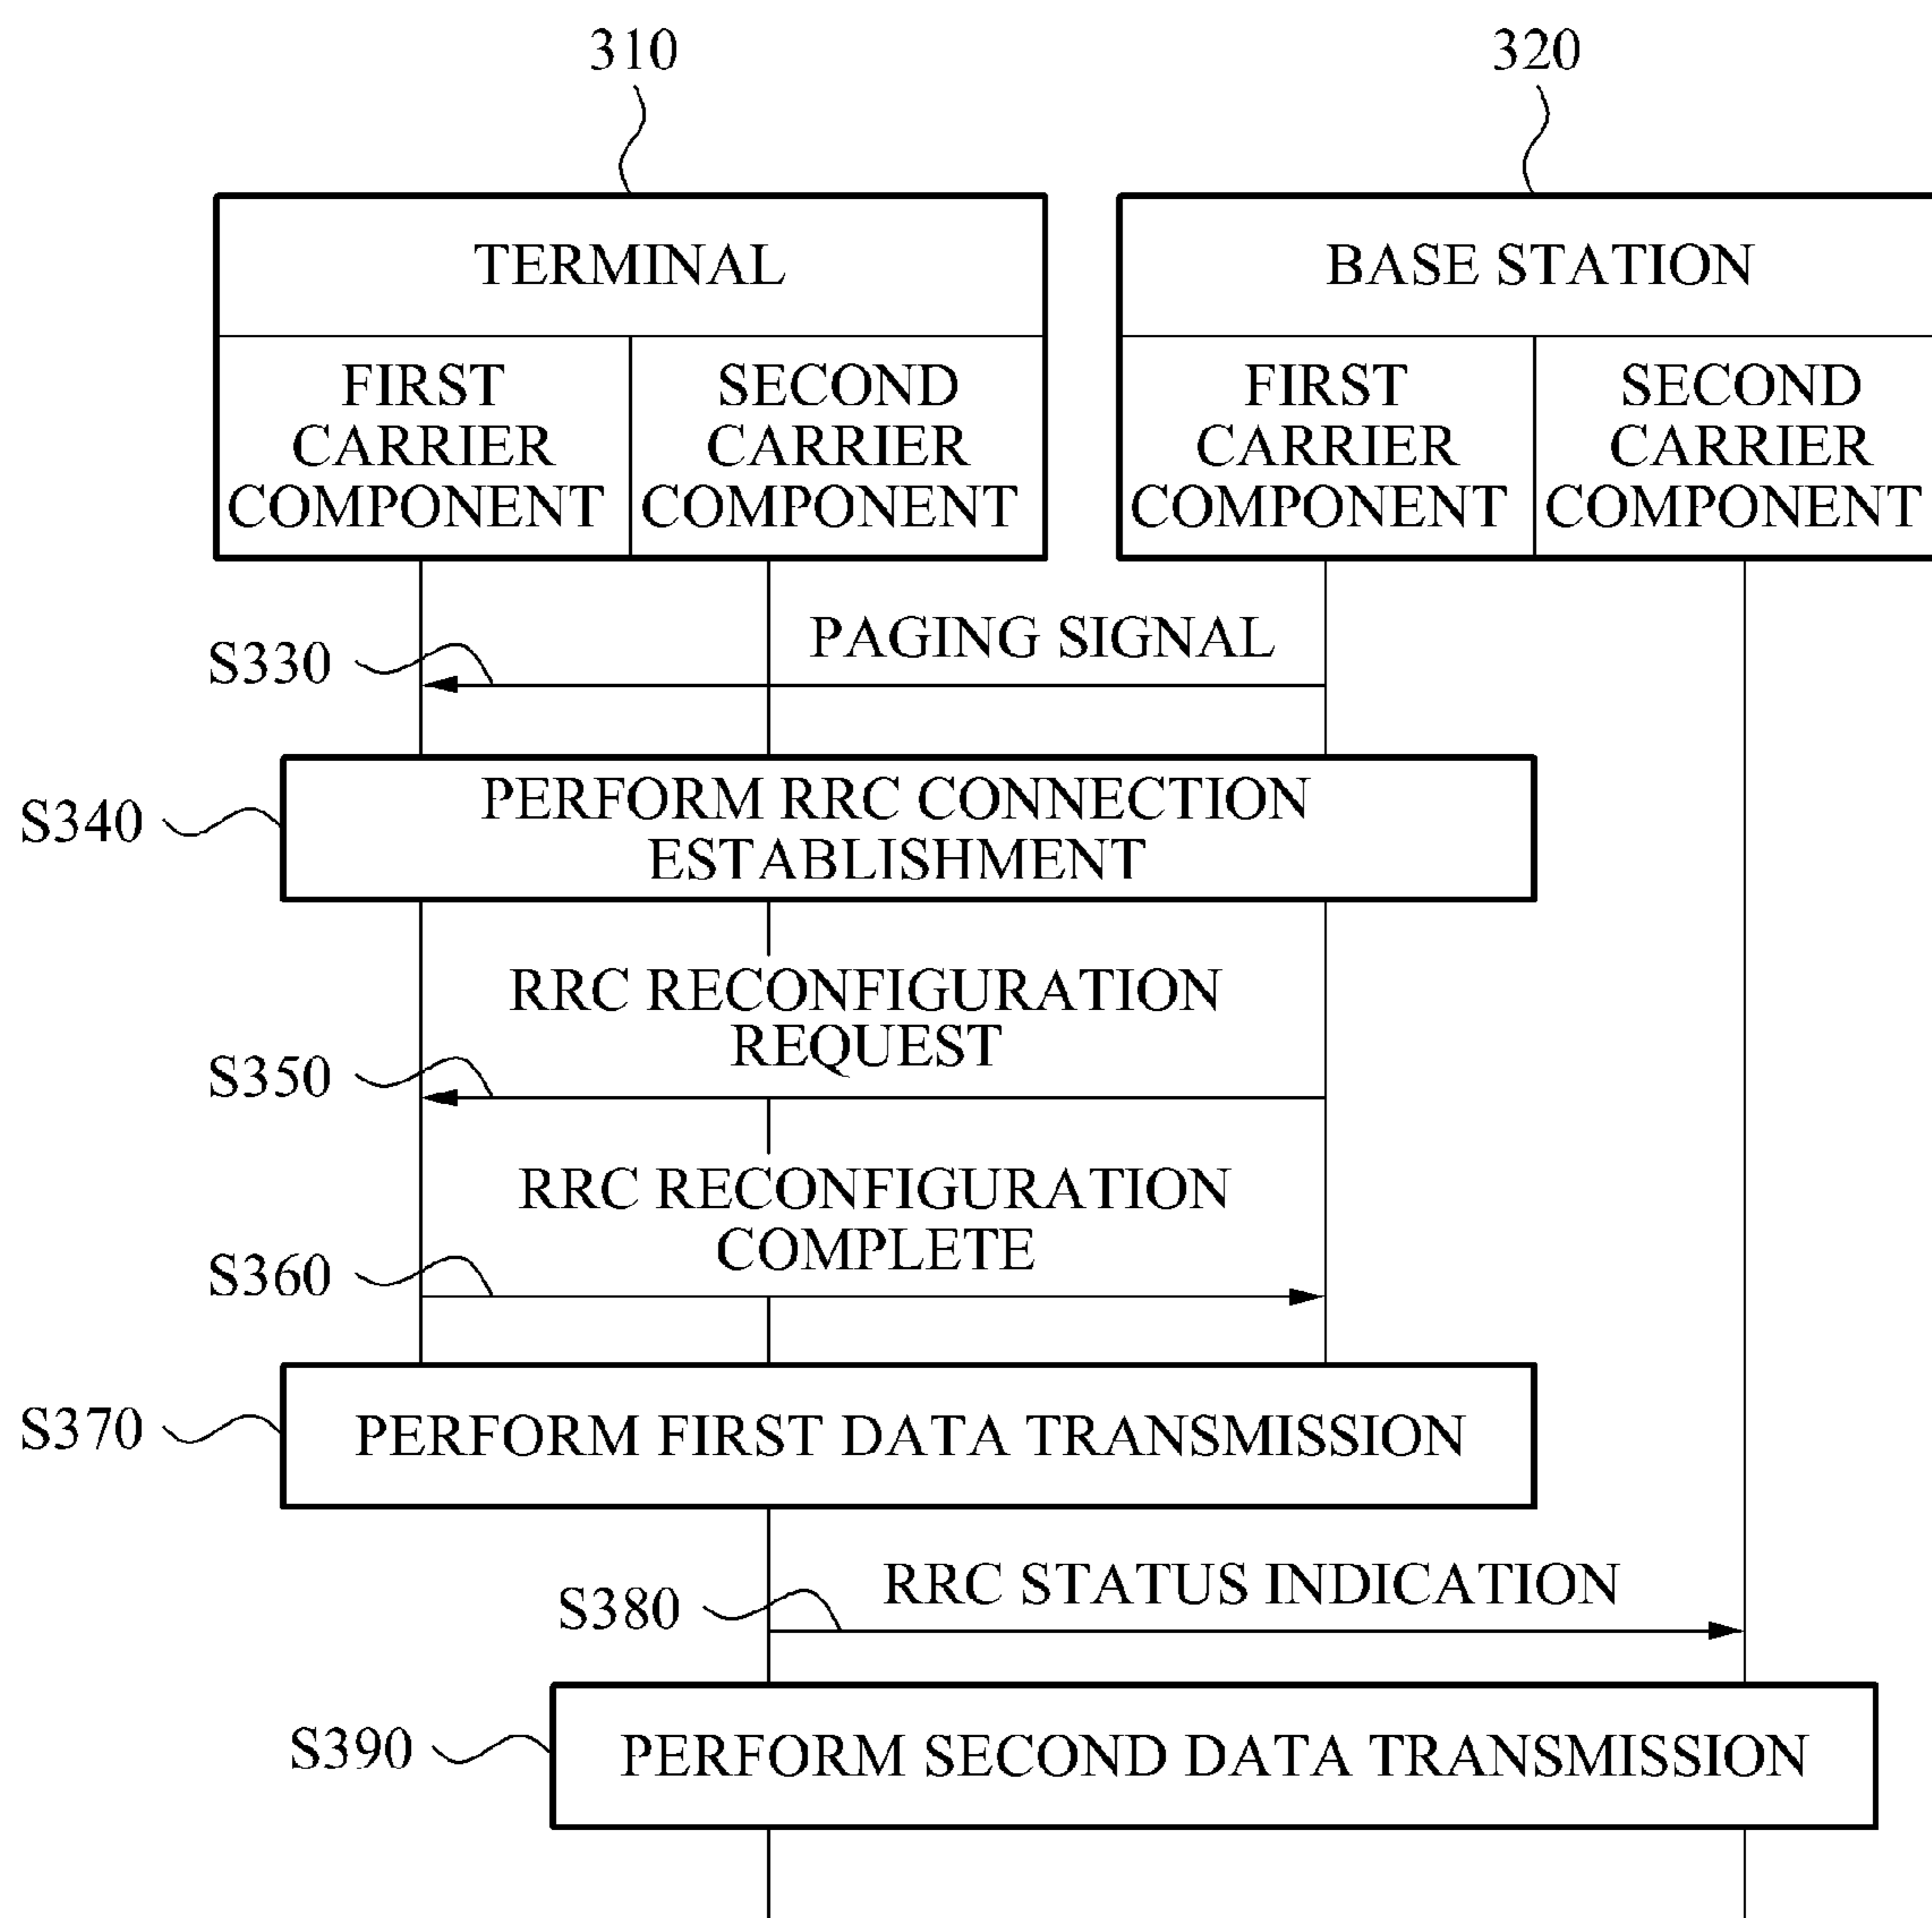 310
320
TERMINAL
BASE STATION
FIRST
CARRIER
COMPONENT
SECOND
CARRIER
COMPONENT
FIRST
CARRIER
COMPONENT
SECOND
CARRIER
COMPONENT
PAGING SIGNAL
S330
S340
PERFORM RRC CONNECTION
ESTABLISHMENT
RRC RECONFIGURATION
REQUEST
S350
RRC RECONFIGURATION
COMPLETE
S360
S370
PERFORM FIRST DATA TRANSMISSION
RRC STATUS INDICATION
S380
S390
PERFORM SECOND DATA TRANSMISSION